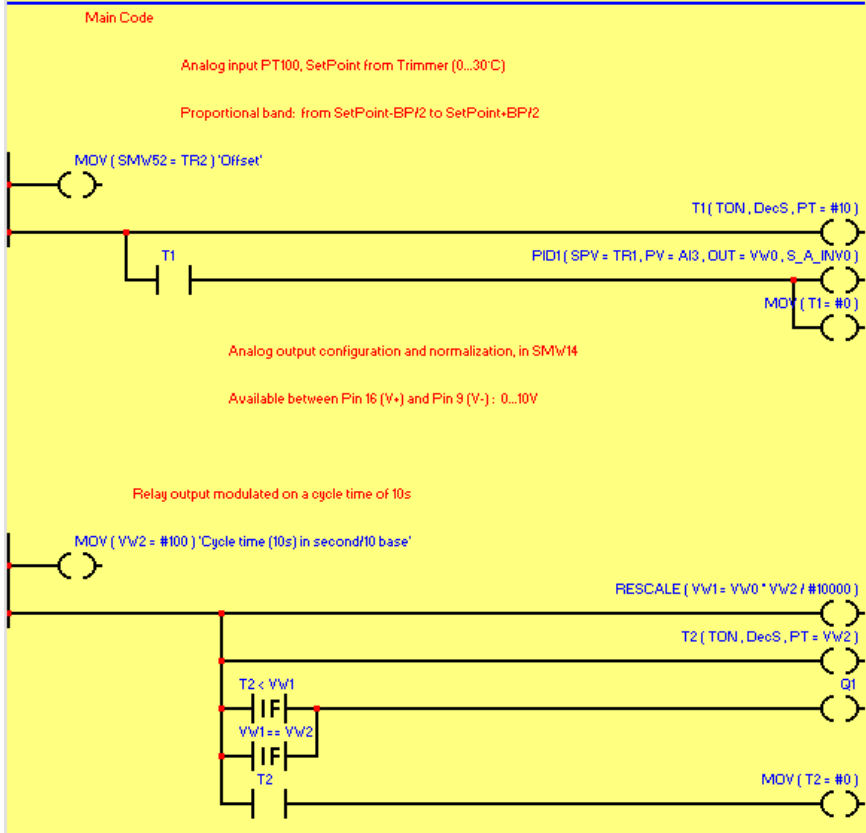 Main Code
Analog input PT100, SetPoint from Trimmer (0...30°C)
Proportional band: from SetPoint-BP/2 to SetPoint+BP/2
MOV ( SMW52 = TR2 ) 'Offset'
T1 ( TON , DecS , PT = #10 )
T1
PID1 ( SPV = TR1, PV = AI3 , OUT = VW0 , S_A_INV0 )
MOV ( T1 = #0 )
Analog output configuration and normalization, in SMW14
Available between Pin 16 (V+) and Pin 9 (V-) : 0...10V
Relay output modulated on a cycle time of 10s
MOV ( VW2 = #100 ) 'Cycle time (10s) in second/10 base'
RESCALE ( VW1 = VW0 * VW2 / #10000 )
T2 ( TON , DecS , PT = VW2 )
T2 < VW1
Q1
IF
VW1 == VW2
IF
T2
MOV ( T2 = #0 )